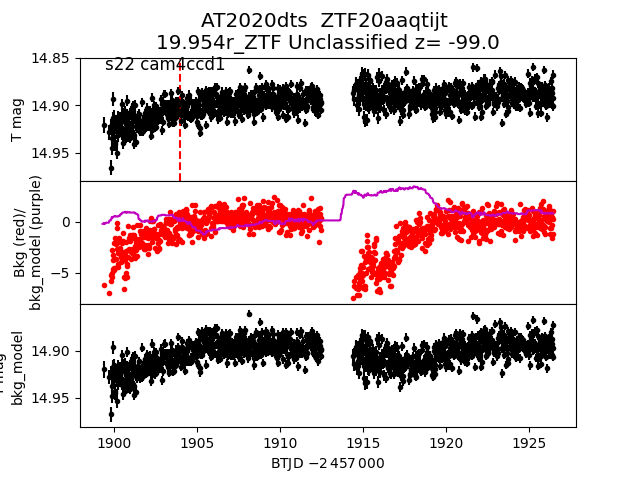 AT2020dts  ZTF20aaqtijt
19.954r_ZTF Unclassified z= -99.0
s22 cam4ccd1
14.85
14.90
14.95
T mag
0
−5
Bkg (red)/
bkg_model (purple)
14.90
14.95
bkg_model
1900
1905
1910
1915
1920
1925
BTJD −2 457 000